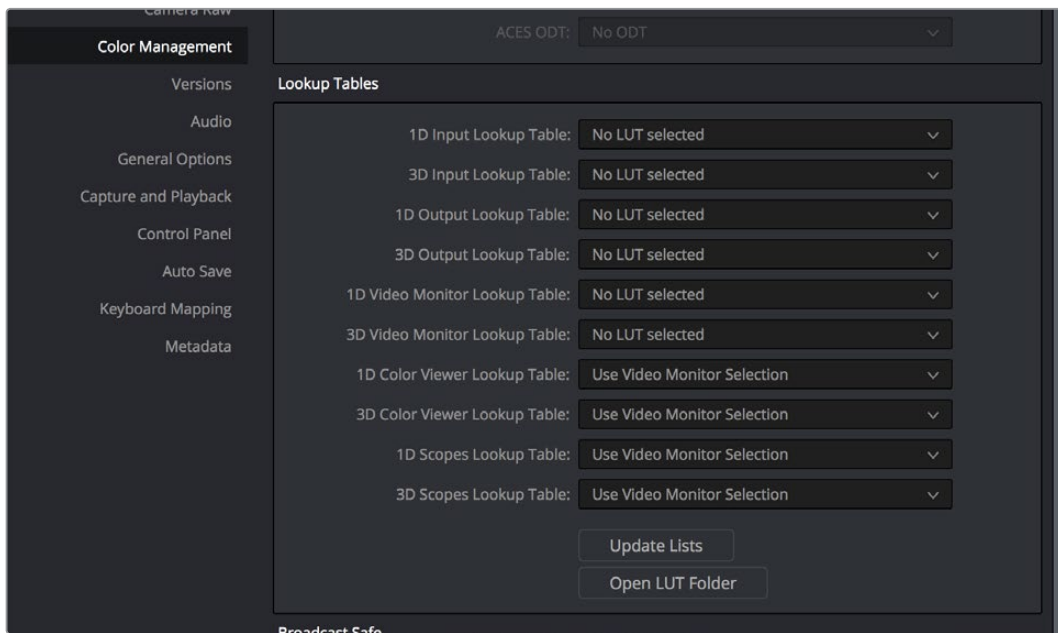 Camera Raw
Color Management
Versions
Audio
General Options
Capture and Playback
Control Panel
Auto Save
Keyboard Mapping
Metadata
ACES ODT: No ODT
Lookup Tables
1D Input Lookup Table: No LUT selected
3D Input Lookup Table: No LUT selected
1D Output Lookup Table: No LUT selected
3D Output Lookup Table: No LUT selected
1D Video Monitor Lookup Table: No LUT selected
3D Video Monitor Lookup Table: No LUT selected
1D Color Viewer Lookup Table: Use Video Monitor Selection
3D Color Viewer Lookup Table: Use Video Monitor Selection
1D Scopes Lookup Table: Use Video Monitor Selection
3D Scopes Lookup Table: Use Video Monitor Selection
Update Lists
Open LUT Folder
Broadcast Safe